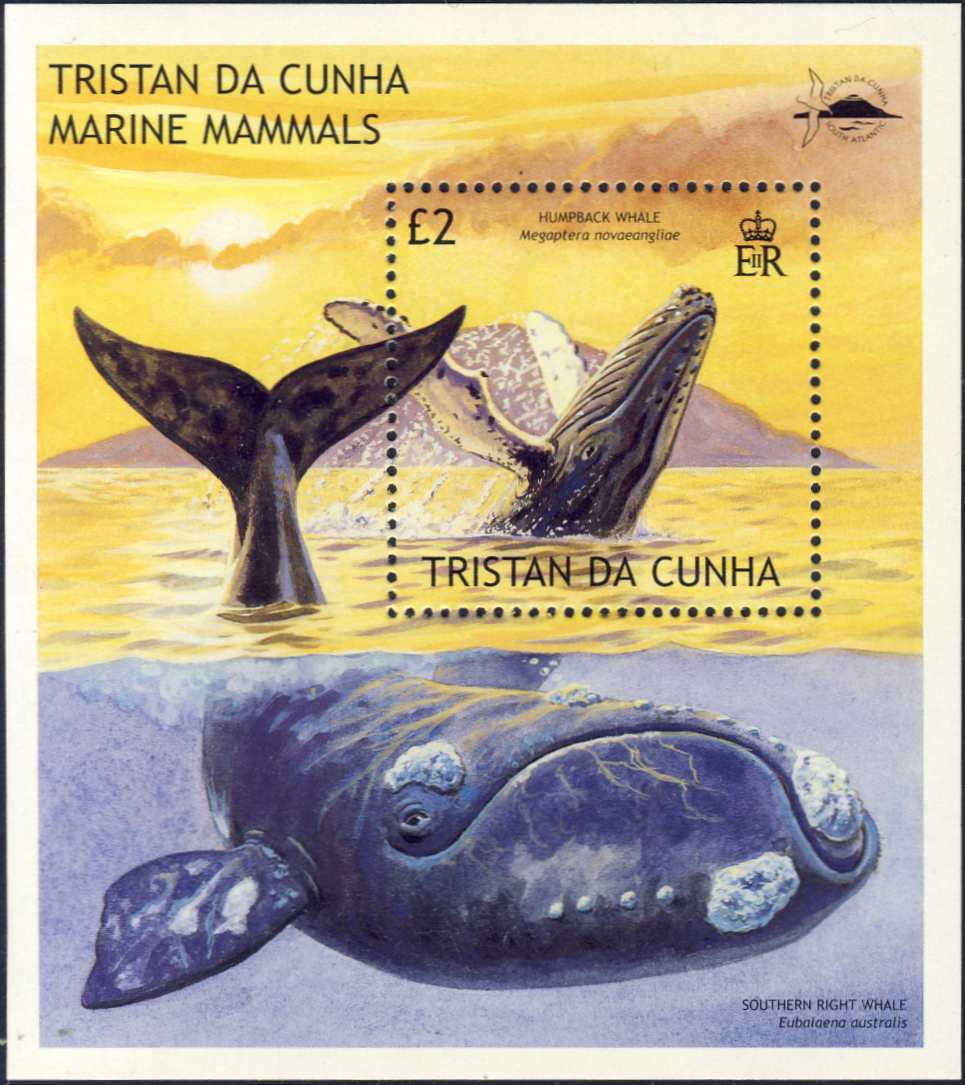 TRISTAN DA CUNHA
MARINE MAMMALS
TRISTAN DA CUNHA
SOUTH ATLANTIC
£2
HUMPBACK WHALE
Megaptera novaeangliae
EIIR
TRISTAN DA CUNHA
SOUTHERN RIGHT WHALE
Eubalaena australis